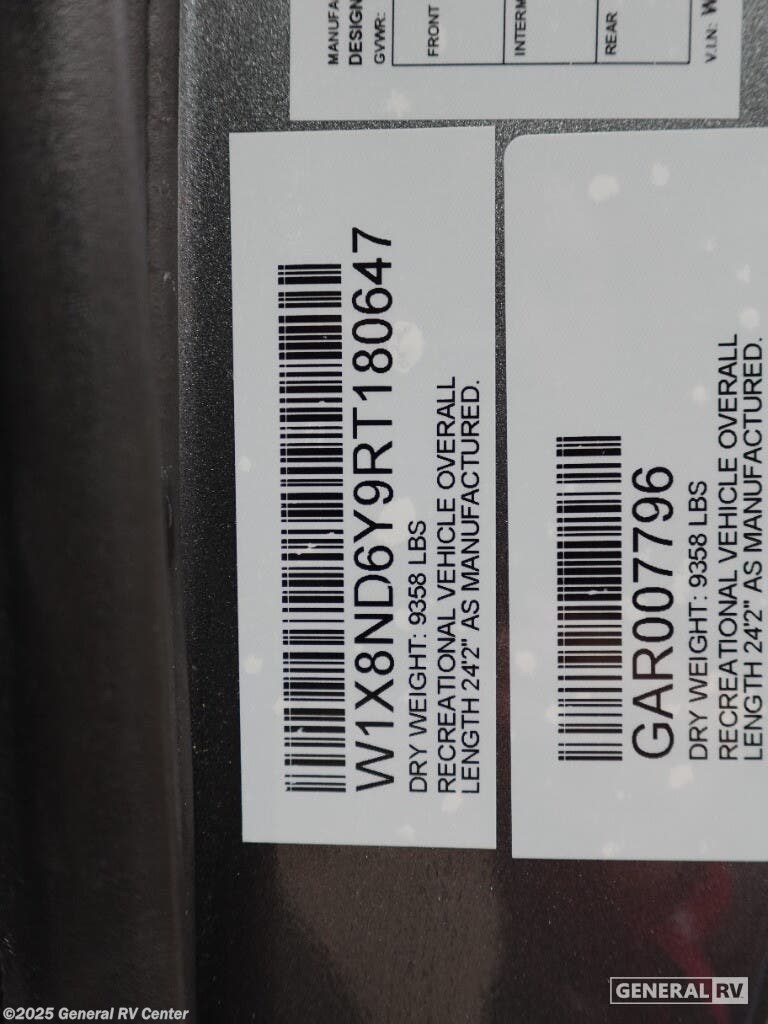 MANUFA
DESIGN
GVWR:
FRONT
INTERM
REAR
V.I.N: W
W1X8ND6Y9RT180647
DRY WEIGHT: 9358 LBS
RECREATIONAL VEHICLE OVERALL
LENGTH 24'2" AS MANUFACTURED.
GAR007796
DRY WEIGHT: 9358 LBS
RECREATIONAL VEHICLE OVERALL
LENGTH 24'2" AS MANUFACTURED.
GENERAL RV
©2025 General RV Center